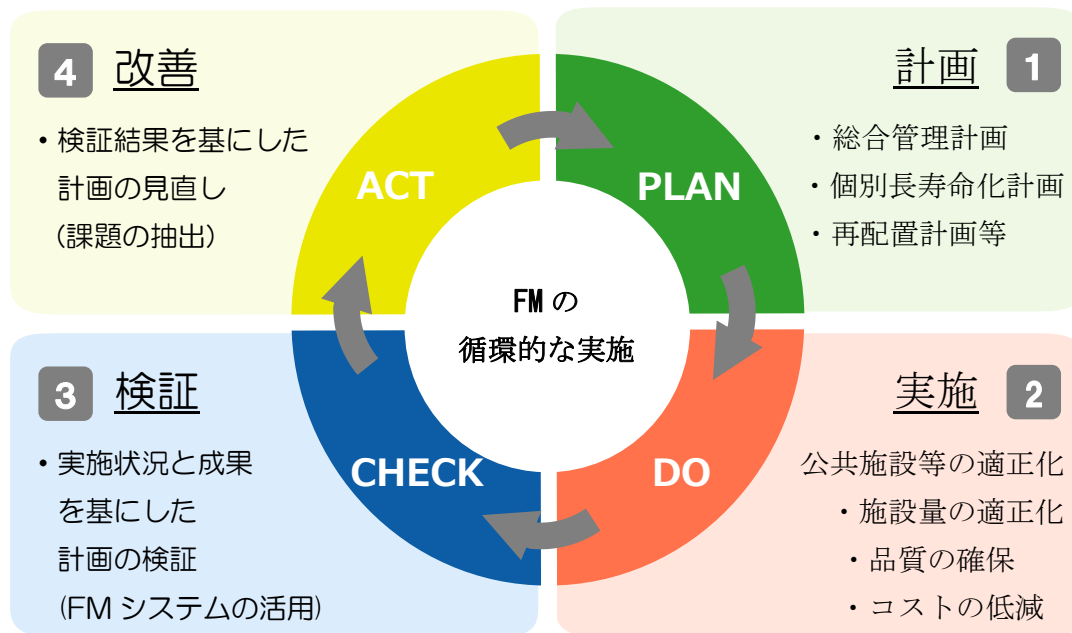 4 改善
・検証結果を基にした
計画の見直し
(課題の抽出)
ACT
計画 1
・総合管理計画
・個別長寿命化計画
・再配置計画等
PLAN
FM の
循環的な実施
3 検証
・実施状況と成果
を基にした
計画の検証
(FM システムの活用)
CHECK
実施 2
公共施設等の適正化
・施設量の適正化
・品質の確保
・コストの低減
DO